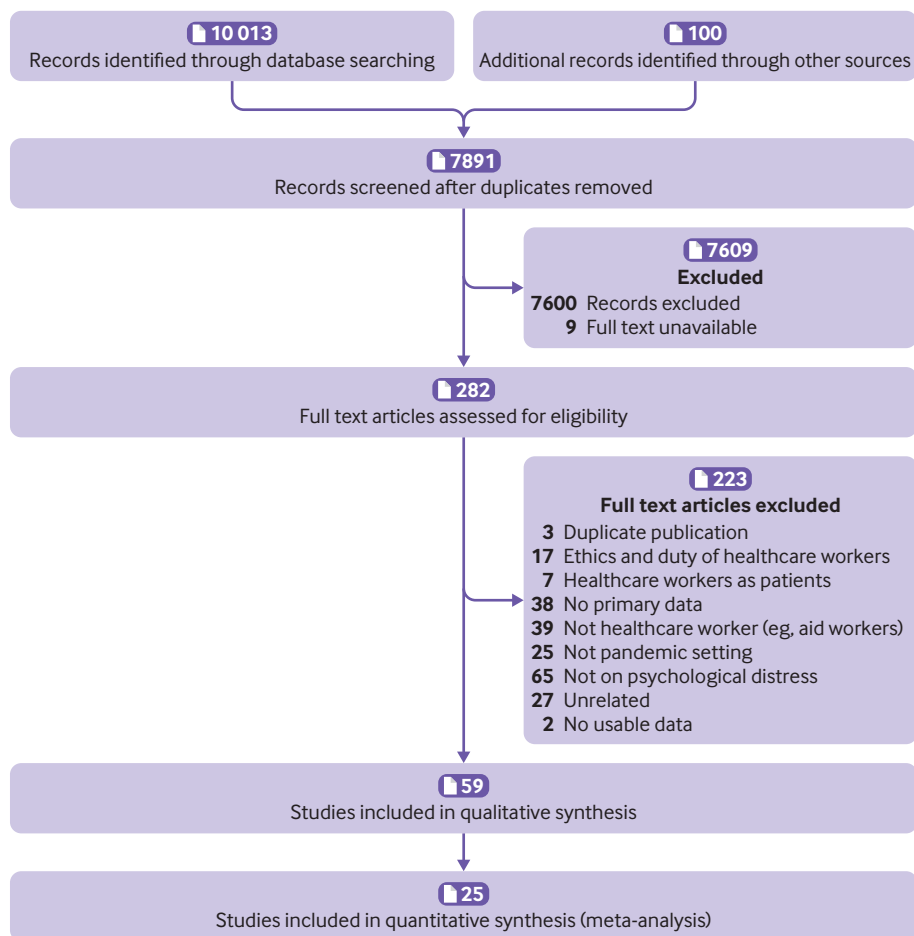 10 013
Records identified through database searching
100
Additional records identified through other sources
7891
Records screened after duplicates removed
7609
Excluded
7600 Records excluded
9 Full text unavailable
282
Full text articles assessed for eligibility
223
Full text articles excluded
3 Duplicate publication
17 Ethics and duty of healthcare workers
7 Healthcare workers as patients
38 No primary data
39 Not healthcare worker (eg, aid workers)
25 Not pandemic setting
65 Not on psychological distress
27 Unrelated
2 No usable data
59
Studies included in qualitative synthesis
25
Studies included in quantitative synthesis (meta-analysis)